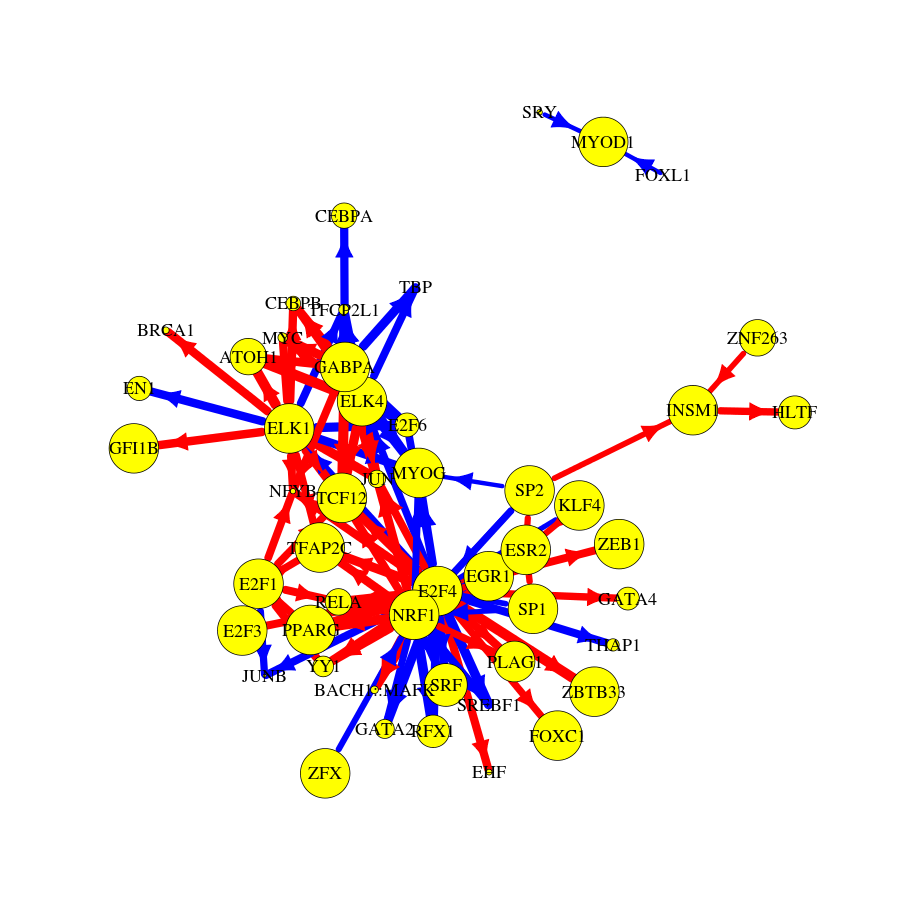 SRY
MYOD1
FOXL1
CEBPA
TBP
CEBPB
TFCP2L1
BRCA1
MYC
ZNF263
ATOH1
GABPA
EN1
ELK4
INSM1
HLTF
E2F6
ELK1
GFI1B
MYOG
JUN
NFYB
TCF12
SP2
KLF4
TFAP2C
ESR2
ZEB1
EGR1
E2F1
E2F4
RELA
GATA4
SP1
NRF1
E2F3
PPARG
THAP1
YY1
PLAG1
JUNB
BACH1::MAFK
SRF
ZBTB33
SREBF1
GATA2
RFX1
FOXC1
ZFX
EHF